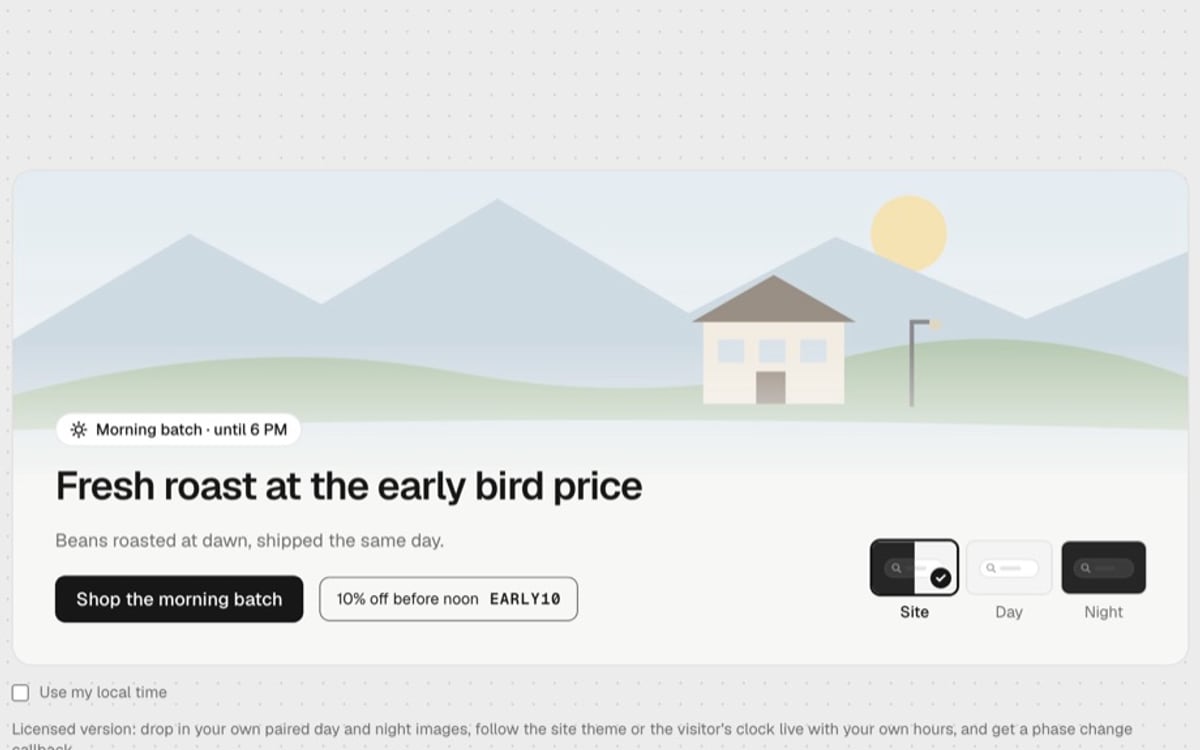 Morning batch · until 6 PM
Fresh roast at the early bird price
Beans roasted at dawn, shipped the same day.
Shop the morning batch
10% off before noon EARLY10
Site
Day
Night
Use my local time
Licensed version: drop in your own paired day and night images, follow the site theme or the visitor's clock live with your own hours, and get a phase change
callback.